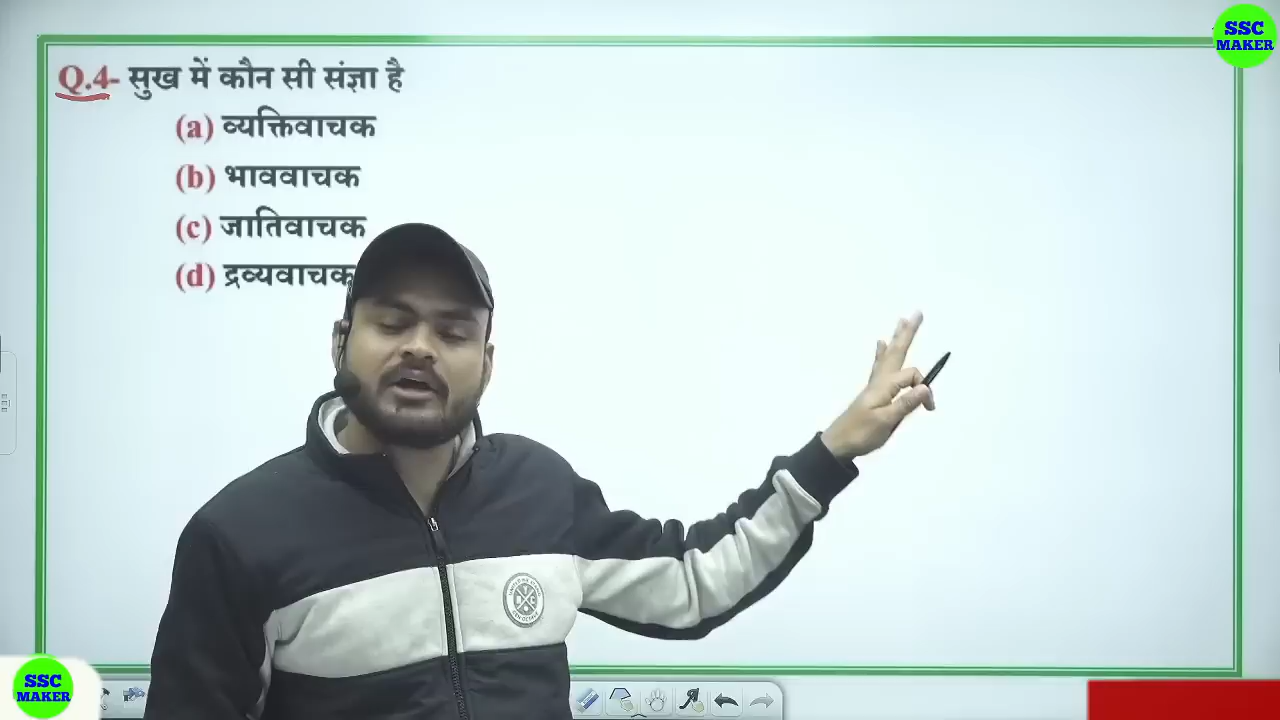 SSC
MAKER
Q.4- सुख में कौन सी संज्ञा है
(a) व्यक्तिवाचक
(b) भाववाचक
(c) जातिवाचक
(d) द्रव्यवाचक
SSC
MAKER